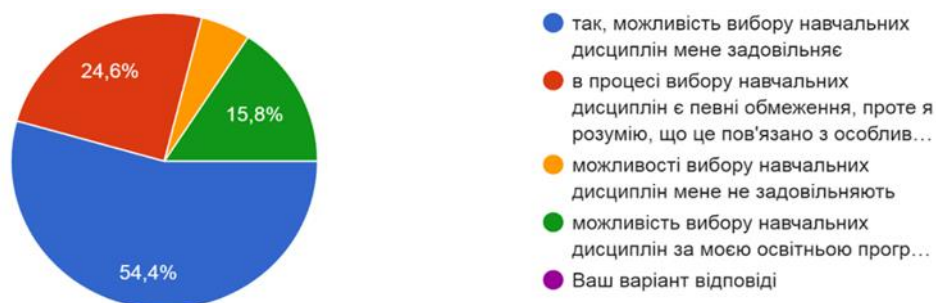 24,6%
15,8%
54,4%
так, можливість вибору навчальних
дисциплін мене задовільняє
в процесі вибору навчальних
дисциплін є певні обмеження, проте я
розумію, що це пов'язано з особлив...
можливості вибору навчальних
дисциплін мене не задовільняють
можливість вибору навчальних
дисциплін за моєю освітньою прогр...
Ваш варіант відповіді